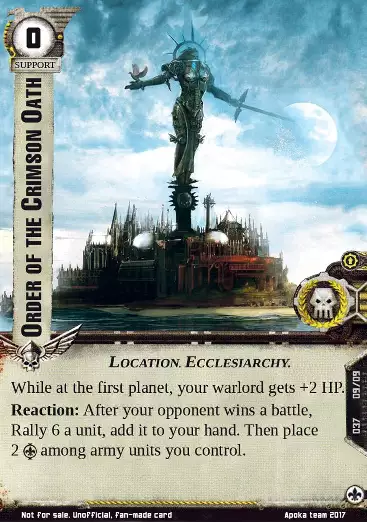 0
SUPPORT
ORDER OF THE CRIMSON OATH
LOCATION. ECCLESIARCHY.
While at the first planet, your warlord gets +2 HP.
Reaction: After your opponent wins a battle,
Rally 6 a unit, add it to your hand. Then place
2 among army units you control.
037 09/09
Not for sale. Unofficial, fan-made card
Apoka team 2017